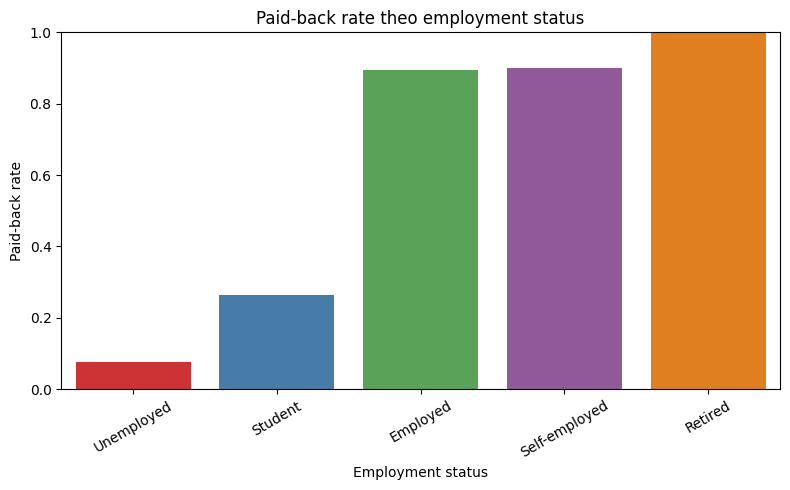 Paid-back rate theo employment status
1.0
0.8
0.6
0.4
0.2
0.0
Paid-back rate
Unemployed
Student
Employed
Self-employed
Retired
Employment status